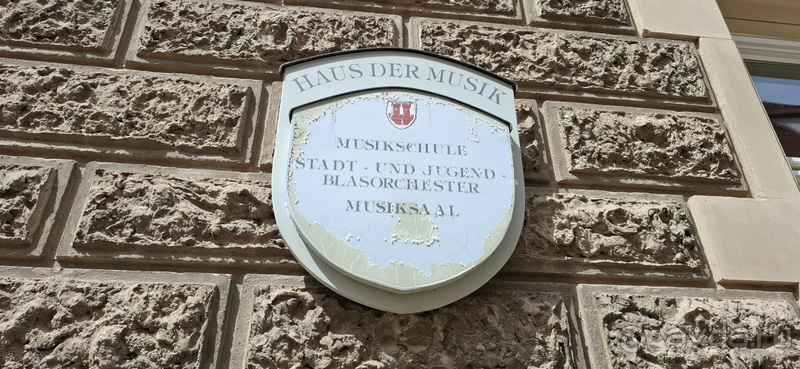 HAUS DER MUSIK
MUSIKSCHULE
STADT - UND JUGEND -
BLASORCHESTER
MUSIKSAAL